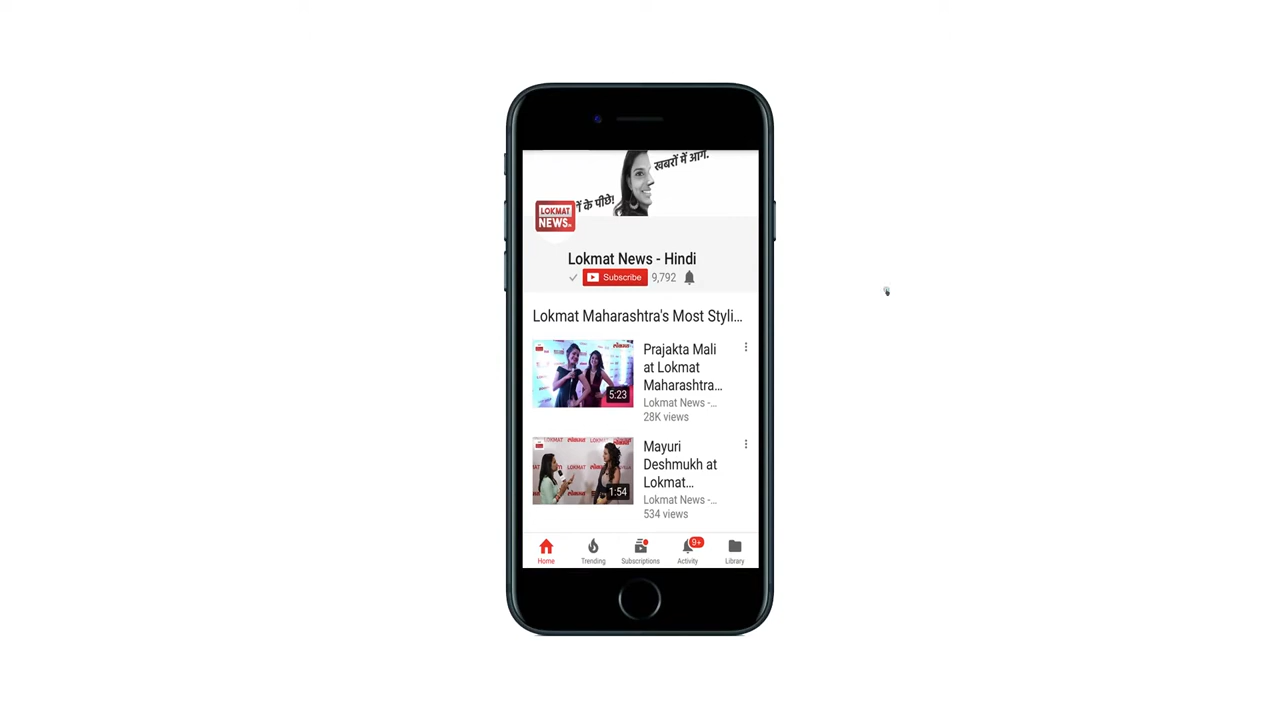 खबरों में आगे.
के पीछे!
LOKMAT
NEWS
Lokmat News - Hindi
Subscribe 9,792
Lokmat Maharashtra's Most Styli...
Prajakta Mali
at Lokmat
Maharashtra...
Lokmat News -...
28K views
5:23
Mayuri
Deshmukh at
Lokmat...
Lokmat News -...
534 views
LOKMAT
1:54
9+
Home Trending Subscriptions Activity Library